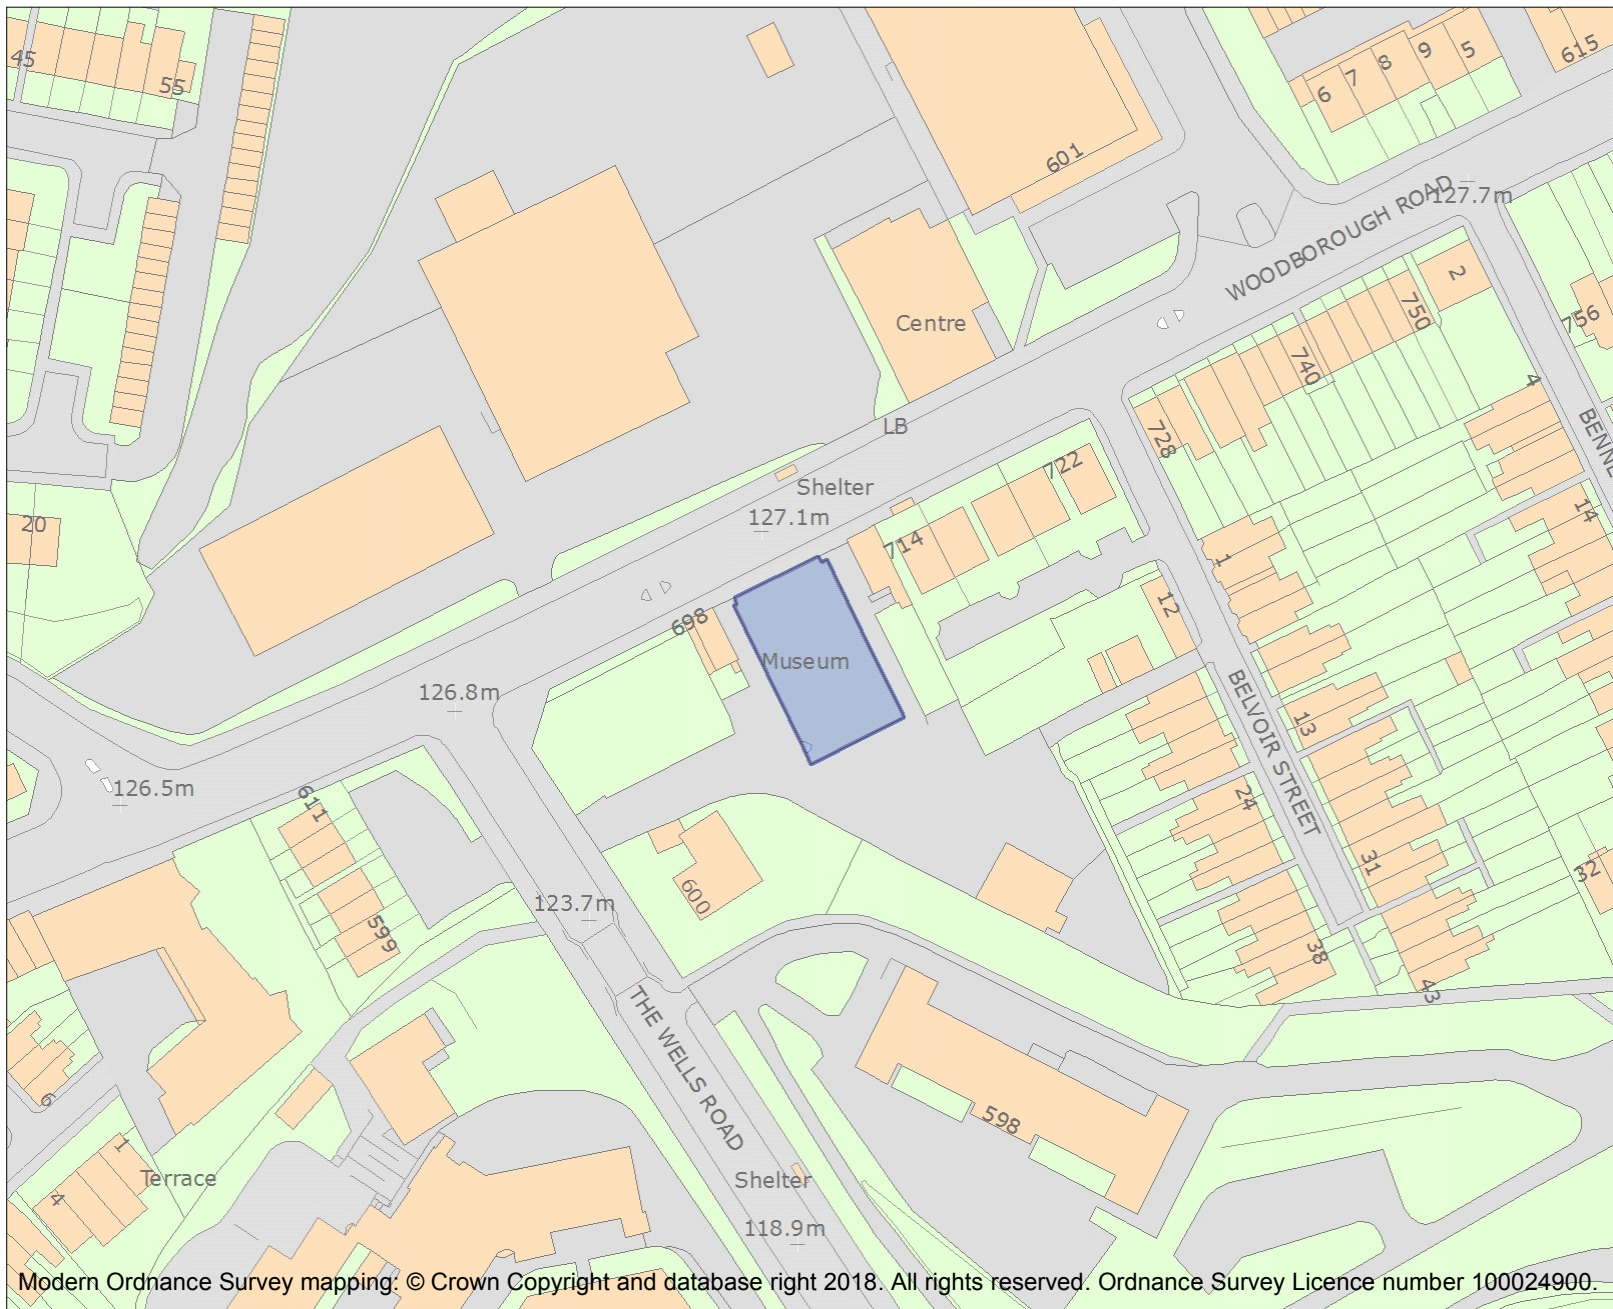 45
55
601
6
7
8
9
5
615
WOODBOROUGH ROAD
127.7m
2
750
756
740
Centre
4
728
BENNE
LB
722
Shelter
127.1m
714
14
20
1
12
698
Museum
126.8m
BELVOIR STREET
13
126.5m
611
24
31
32
600
123.7m
599
38
43
THE WELLS ROAD
598
6
1
Terrace
4
Shelter
118.9m
Modern Ordnance Survey mapping: © Crown Copyright and database right 2018. All rights reserved. Ordnance Survey Licence number 100024900.